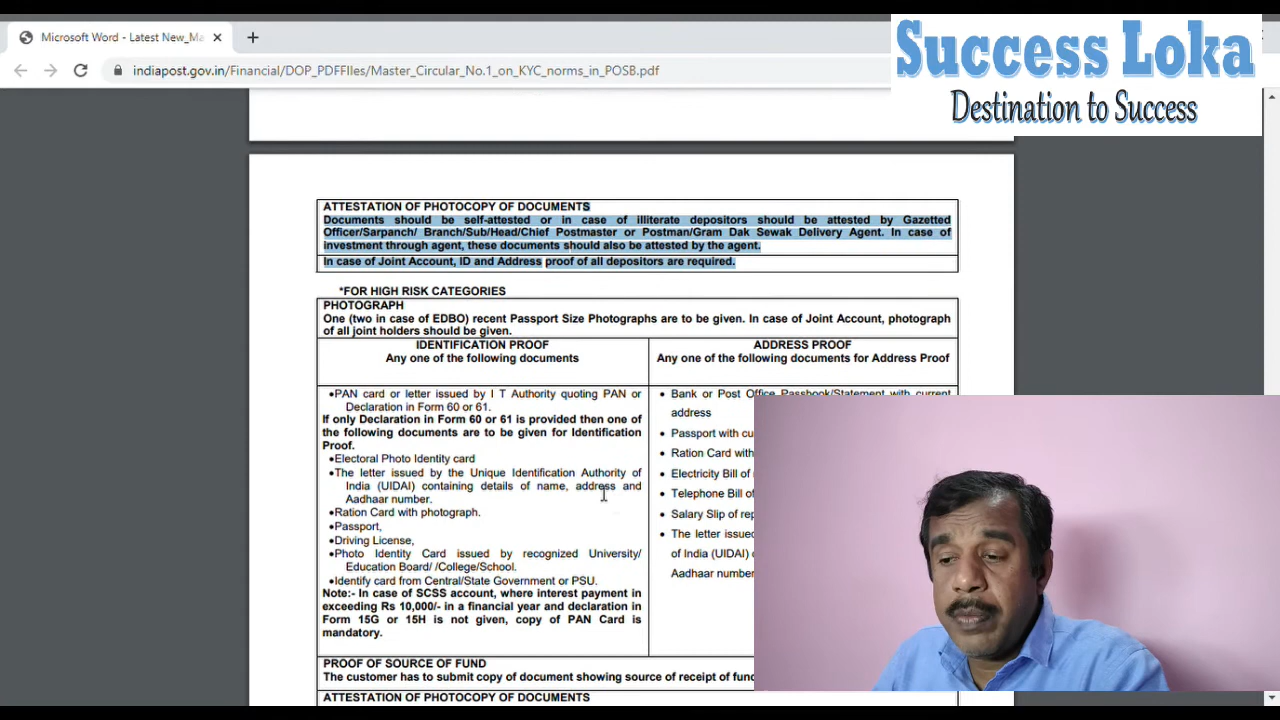 Microsoft Word - Latest New_Ma
indiapost.gov.in/Financial/DOP_PDFFIles/Master_Circular_No.1_on_KYC_norms_in_POSB.pdf
Success Loka
Destination to Success
ATTESTATION OF PHOTOCOPY OF DOCUMENTS
Documents should be self-attested or in case of illiterate depositors should be attested by Gazetted
Officer/Sarpanch/ Branch/Sub/Head/Chief Postmaster or Postman/Gram Dak Sewak Delivery Agent. In case of
investment through agent, these documents should also be attested by the agent.
In case of Joint Account, ID and Address proof of all depositors are required.
*FOR HIGH RISK CATEGORIES
PHOTOGRAPH
One (two in case of EDBO) recent Passport Size Photographs are to be given. In case of Joint Account, photograph
of all joint holders should be given.
IDENTIFICATION PROOF
Any one of the following documents
•PAN card or letter issued by I T Authority quoting PAN or
Declaration in Form 60 or 61.
If only Declaration in Form 60 or 61 is provided then one of
the following documents are to be given for Identification
Proof.
•Electoral Photo Identity card
•The letter issued by the Unique Identification Authority of
India (UIDAI) containing details of name, address and
Aadhaar number.
•Ration Card with photograph.
•Passport,
•Driving License,
•Photo Identity Card issued by recognized University/
Education Board/ /College/School.
•Identify card from Central/State Government or PSU.
Note:- In case of SCSS account, where interest payment in
exceeding Rs 10,000/- in a financial year and declaration in
Form 15G or 15H is not given, copy of PAN Card is
mandatory.
ADDRESS PROOF
Any one of the following documents for Address Proof
• Bank or Post Office Passbook/Statement with current
address
• Passport with cu
• Ration Card with
• Electricity Bill of
• Telephone Bill of
• Salary Slip of rep
• The letter issued
of India (UIDAI)
Aadhaar number
PROOF OF SOURCE OF FUND
The customer has to submit copy of document showing source of receipt of fund
ATTESTATION OF PHOTOCOPY OF DOCUMENTS